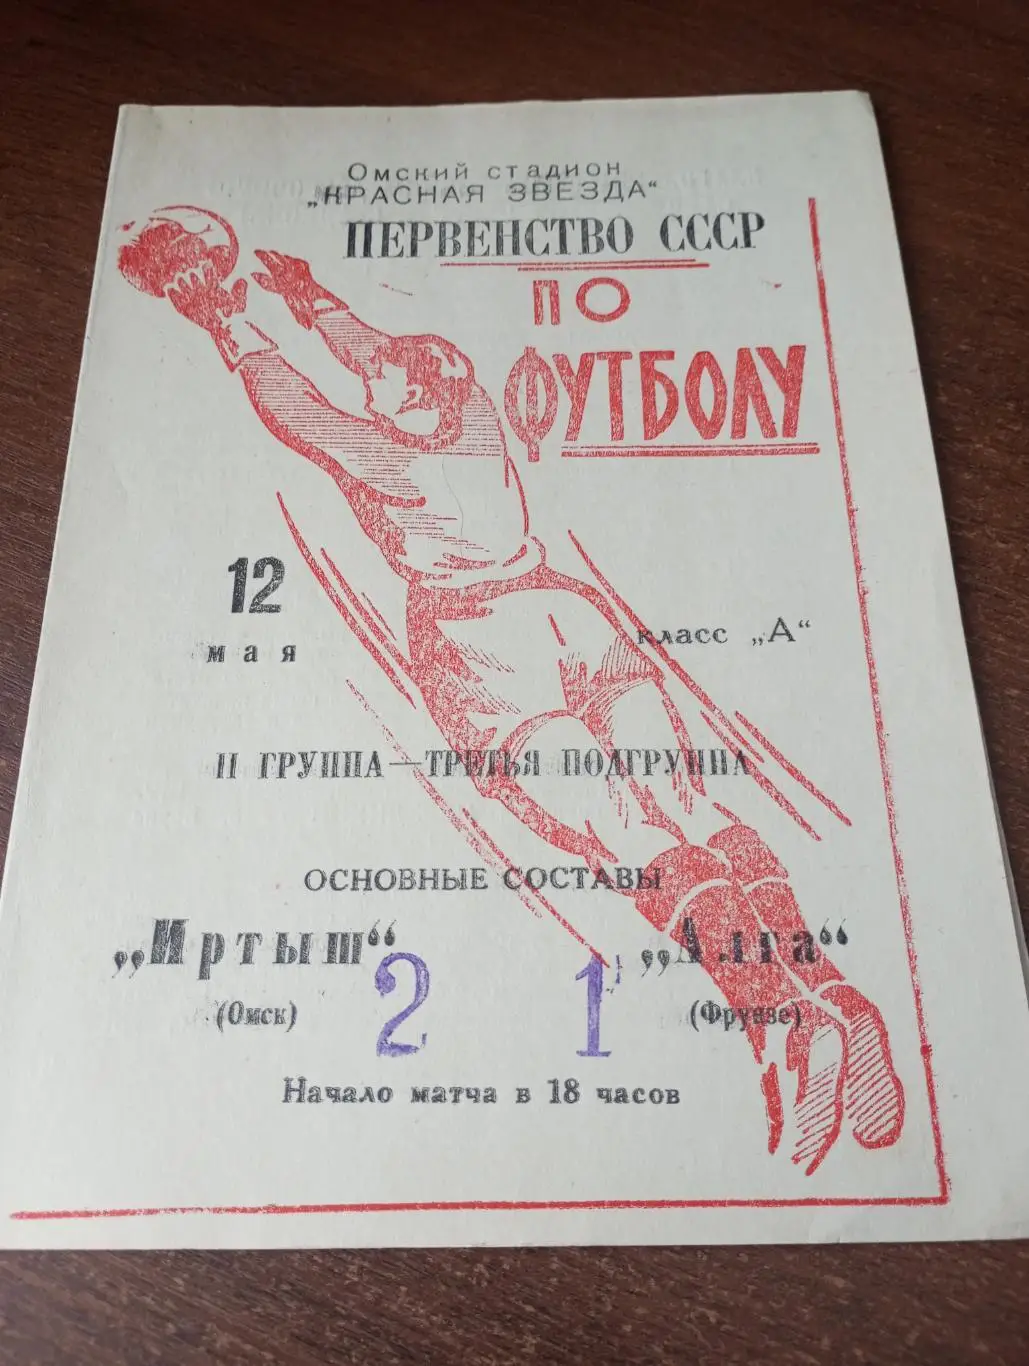 Омский стадион
„КРАСНАЯ ЗВЕЗДА“
ПЕРВЕНСТВО СССР
ПО
ФУТБОЛУ
12
мая
класс „А“
II ГРУППА — ТРЕТЬЯ ПОДГРУППА
ОСНОВНЫЕ СОСТАВЫ
„Иртыш“ 2 1 „Алга“
(Омск) (Фрунзе)
Начало матча в 18 часов